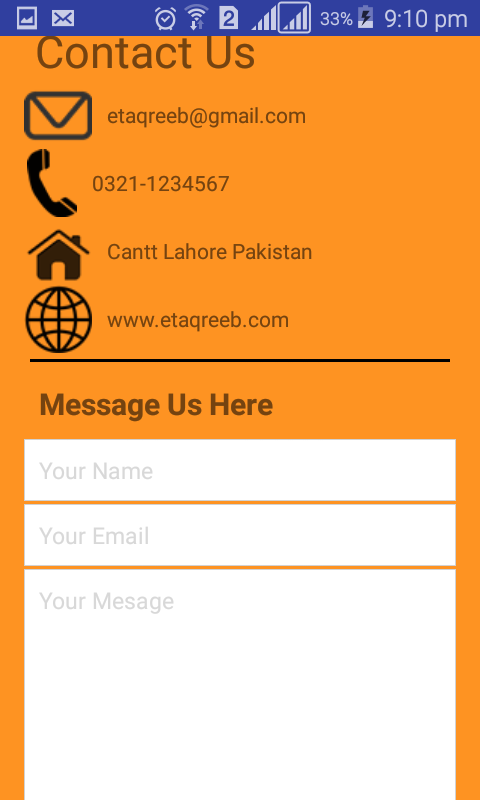 2 33% 9:10 pm
Contact Us
etaqreeb@gmail.com
0321-1234567
Cantt Lahore Pakistan
www.etaqreeb.com
Message Us Here
Your Name
Your Email
Your Mesage